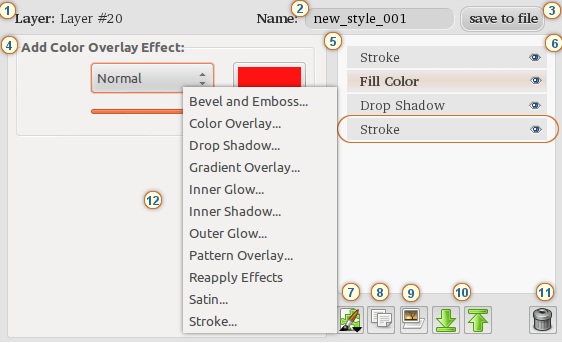 1 Layer: Layer #20 Name: 2 new_style_001 save to file 3
4 Add Color Overlay Effect: 5 6
Normal
Stroke
Fill Color
Drop Shadow
Stroke
Bevel and Emboss...
Color Overlay...
Drop Shadow...
Gradient Overlay...
Inner Glow...
Inner Shadow...
Outer Glow...
Pattern Overlay...
Reapply Effects
Satin...
Stroke...
12
7 8 9 10 11